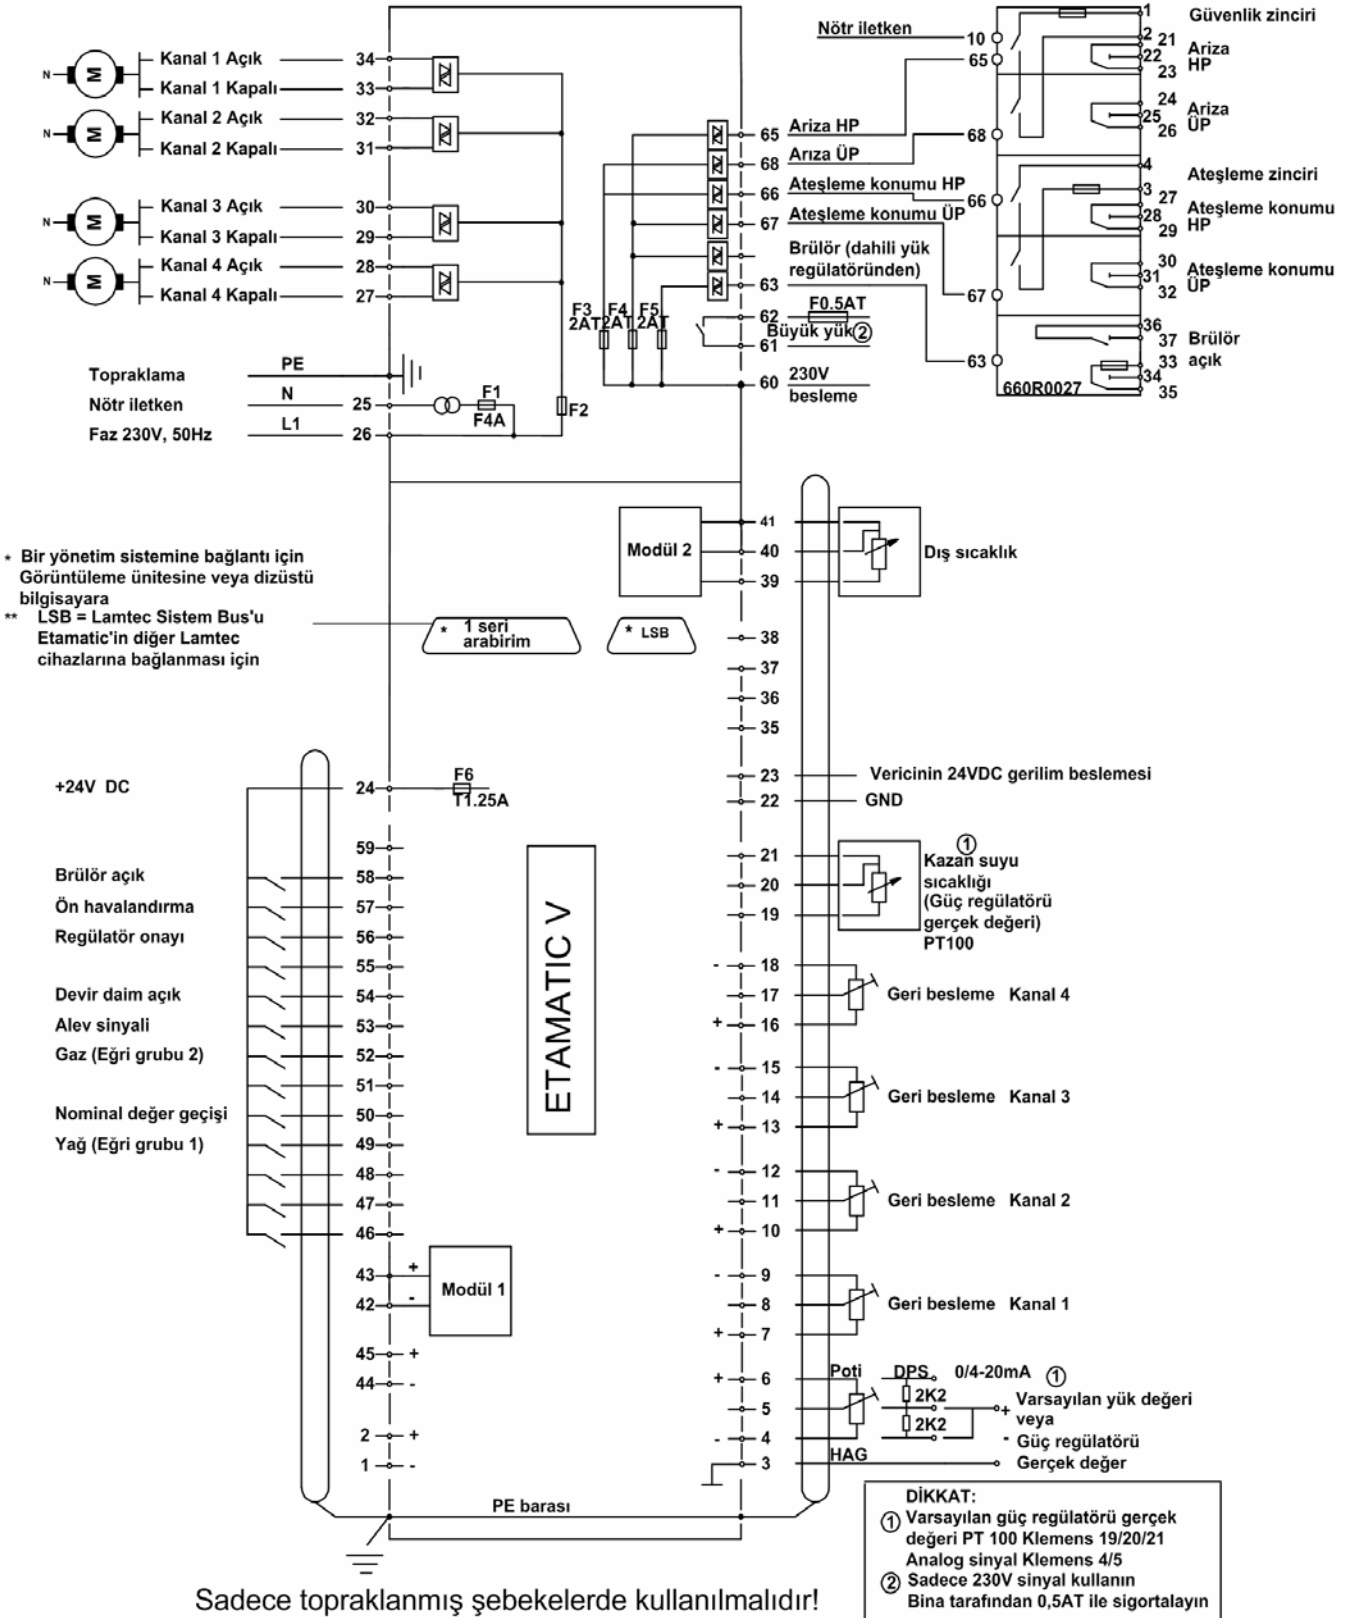 Kanal 1 Açık 34
N M
Kanal 1 Kapalı 33
Kanal 2 Açık 32
N M
Kanal 2 Kapalı 31
Kanal 3 Açık 30
N M
Kanal 3 Kapalı 29
Kanal 4 Açık 28
N M
Kanal 4 Kapalı 27
Topraklama PE
Nötr iletken N 25
Faz 230V, 50Hz L1 26
F1
F4A
F2
F3
2AT
F4
2AT
F5
2AT
65 Ariza HP
68 Arıza ÜP
66 Ateşleme konumu HP
67 Ateşleme konumu ÜP
Brülör (dahili yük
regülatöründen)
63
62 F0.5AT
Büyük yük ②
61
60 230V
besleme
Nötr iletken 10
65
68
66
67
63
660R0027
1 Güvenlik zinciri
2
21
22 Ariza
HP
23
24
25 Ariza
ÜP
26
4 Ateşleme zinciri
3
27
28 Ateşleme konumu
HP
29
30
31 Ateşleme konumu
ÜP
32
36
37 Brülör
açık
33
34
35
* Bir yönetim sistemine bağlantı için
Görüntüleme ünitesine veya dizüstü
bilgisayara
** LSB = Lamtec Sistem Bus'u
Etamatic'in diğer Lamtec
cihazlarına bağlanması için
* 1 seri
arabirim
* LSB
Modül 2
41
40 Dış sıcaklık
39
38
37
36
35
23 Vericinin 24VDC gerilim beslemesi
22 GND
21
20
19
①
Kazan suyu
sıcaklığı
(Güç regülatörü
gerçek değeri)
PT100
- 18
17 Geri besleme Kanal 4
+ 16
- 15
14 Geri besleme Kanal 3
+ 13
- 12
11 Geri besleme Kanal 2
+ 10
- 9
8 Geri besleme Kanal 1
+ 7
+ 6 Poti DPS 0/4-20mA ①
5 2K2
2K2
- 4
3 HAG
+ Varsayılan yük değeri
veya
- Güç regülatörü
Gerçek değer
+24V DC 24
F6
T1.25A
59
Brülör açık 58
Ön havalandırma 57
Regülatör onayı 56
55
Devir daim açık 54
Alev sinyali 53
Gaz (Eğri grubu 2) 52
51
Nominal değer geçişi 50
Yağ (Eğri grubu 1) 49
48
47
46
43 +
Modül 1
42 -
45 +
44 -
2 +
1 -
ETAMATIC V
PE barası
DİKKAT:
① Varsayılan güç regülatörü gerçek
değeri PT 100 Klemens 19/20/21
Analog sinyal Klemens 4/5
② Sadece 230V sinyal kullanın
Bina tarafından 0,5AT ile sigortalayın
Sadece topraklanmış şebekelerde kullanılmalıdır!